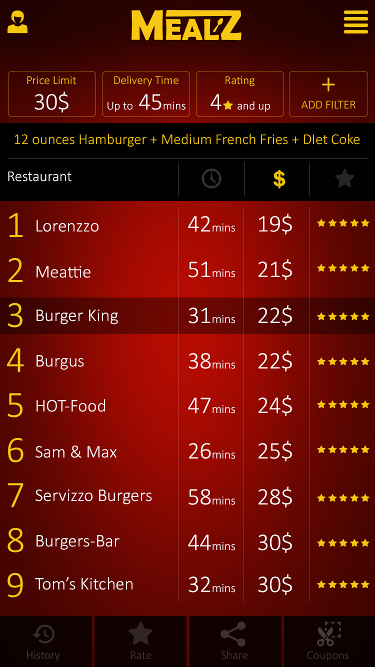 MEALZ
Price Limit
30$
Delivery Time
Up to 45mins
Rating
4★ and up
+
ADD FILTER
12 ounces Hamburger + Medium French Fries + DIet Coke
Restaurant $
1 Lorenzzo 42mins 19$ ★★★★★
2 Meattie 51mins 21$ ★★★★★
3 Burger King 31mins 22$ ★★★★★
4 Burgus 38mins 22$ ★★★★★
5 HOT-Food 47mins 24$ ★★★★★
6 Sam & Max 26mins 25$ ★★★★★
7 Servizzo Burgers 58mins 28$ ★★★★★
8 Burgers-Bar 44mins 30$ ★★★★★
9 Tom's Kitchen 32mins 30$ ★★★★★
History Rate Share Coupons